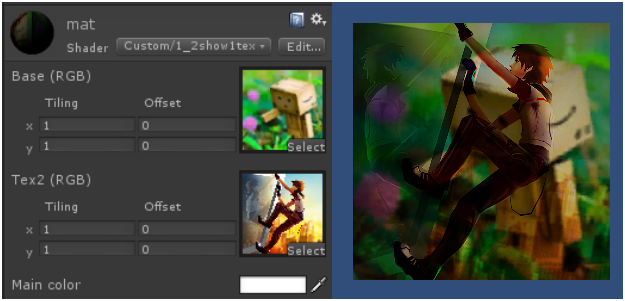 mat
Shader Custom/1_2show1tex Edit...
Base (RGB)
Tiling Offset
x 1 0
y 1 0
Select
Tex2 (RGB)
Tiling Offset
x 1 0
y 1 0
Select
Main color